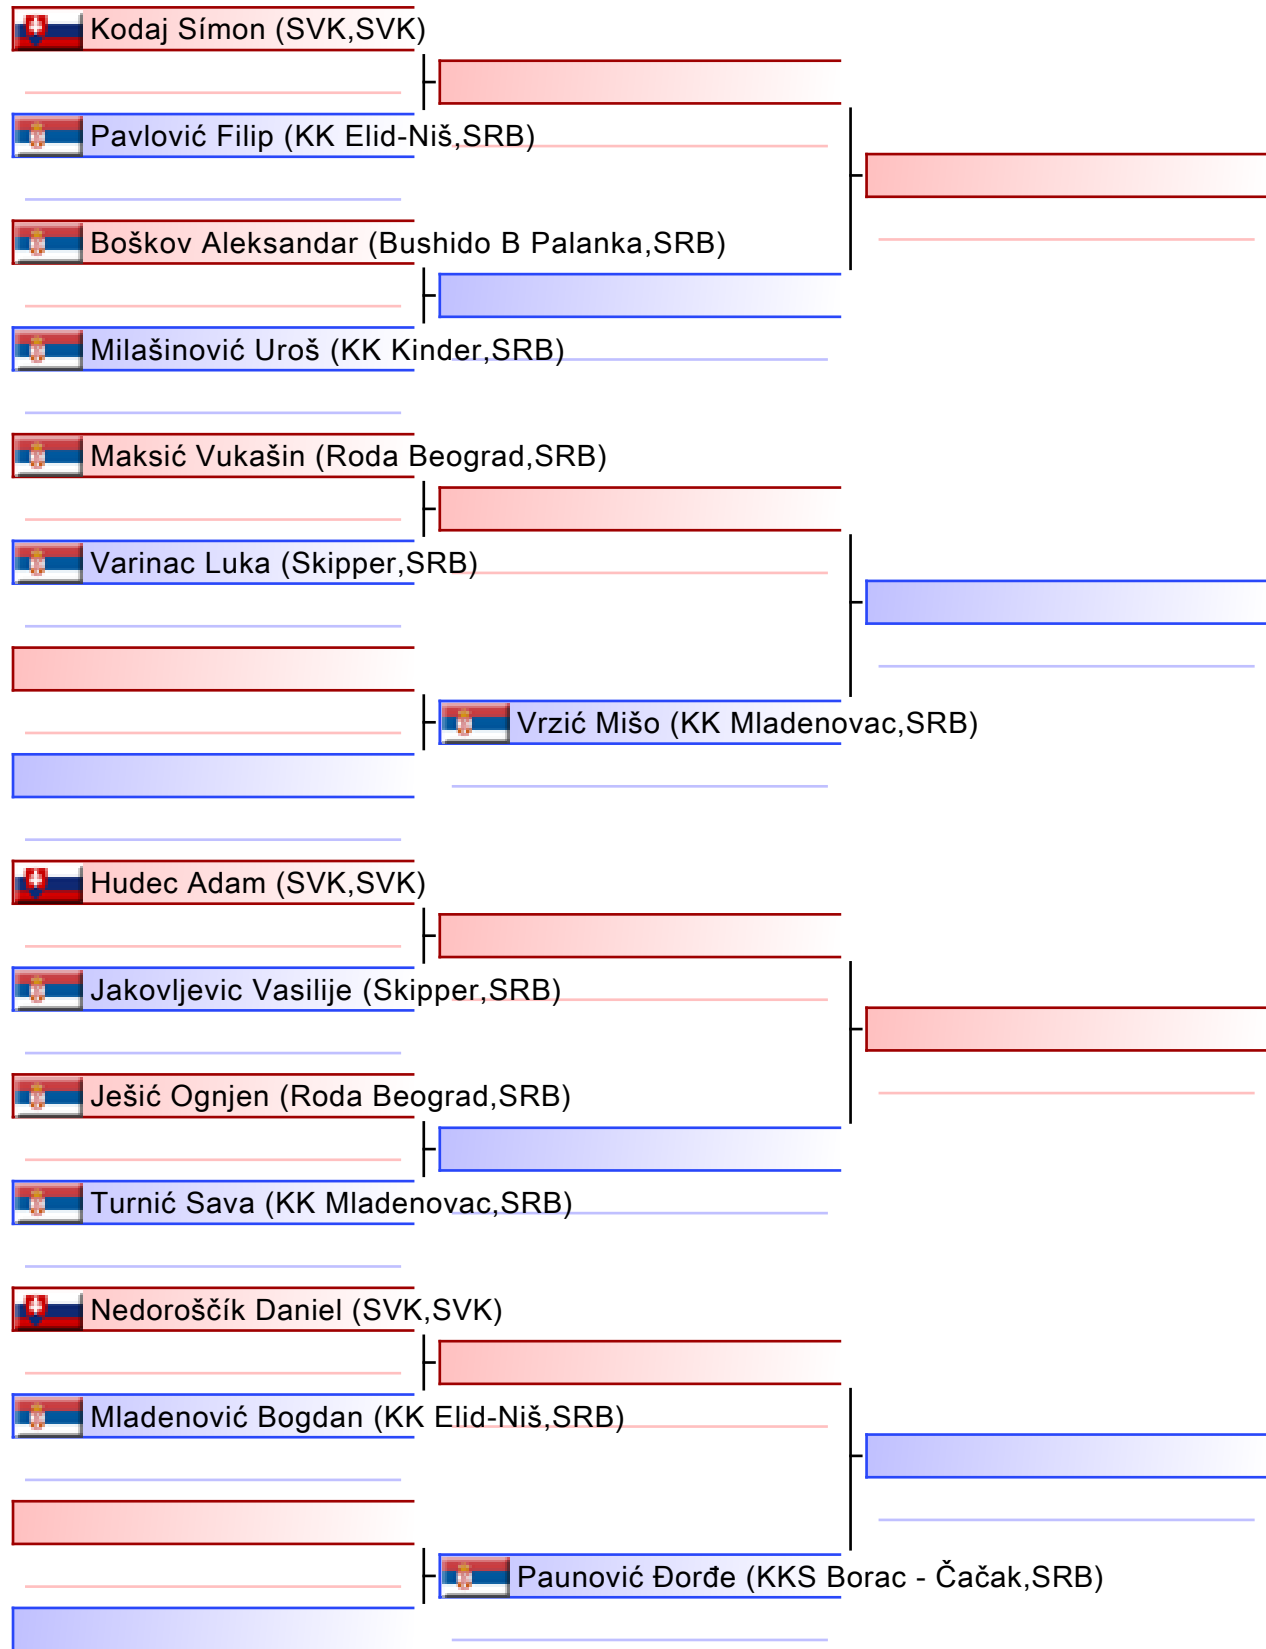 Kodaj Símon (SVK,SVK)
Pavlović Filip (KK Elid-Niš,SRB)
Boškov Aleksandar (Bushido B Palanka,SRB)
Milašinović Uroš (KK Kinder,SRB)
Maksić Vukašin (Roda Beograd,SRB)
Varinac Luka (Skipper,SRB)
Vrzić Mišo (KK Mladenovac,SRB)
Hudec Adam (SVK,SVK)
Jakovljevic Vasilije (Skipper,SRB)
Ješić Ognjen (Roda Beograd,SRB)
Turnić Sava (KK Mladenovac,SRB)
Nedoroščík Daniel (SVK,SVK)
Mladenović Bogdan (KK Elid-Niš,SRB)
Paunović Đorđe (KKS Borac - Čačak,SRB)